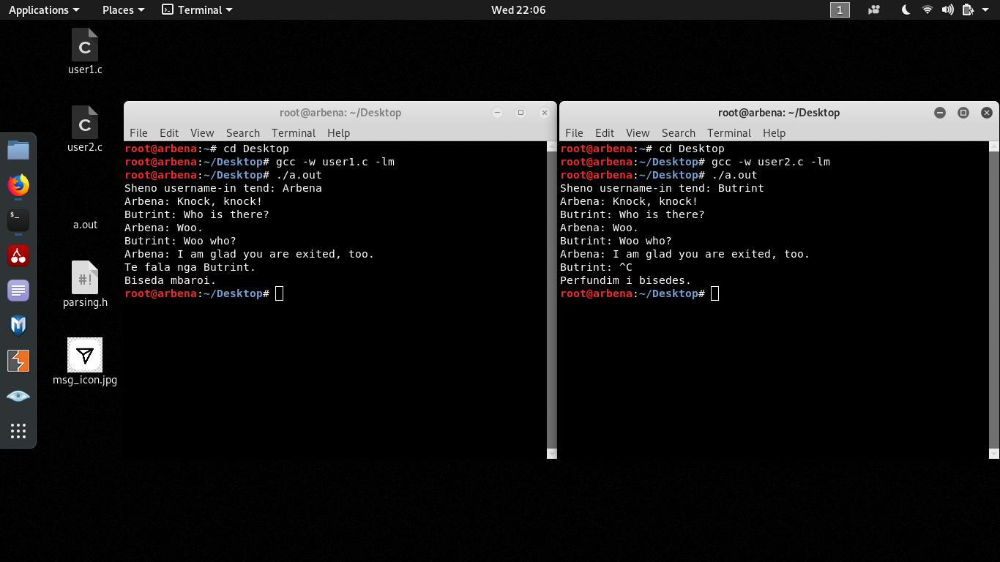 Applications Places Terminal Wed 22:06 1
user1.c
user2.c
a.out
#!
parsing.h
msg_icon.jpg
C
C
$_
root@arbena: ~/Desktop
File Edit View Search Terminal Help
root@arbena:~# cd Desktop
root@arbena:~/Desktop# gcc -w user1.c -lm
root@arbena:~/Desktop# ./a.out
Sheno username-in tend: Arbena
Arbena: Knock, knock!
Butrint: Who is there?
Arbena: Woo.
Butrint: Woo who?
Arbena: I am glad you are exited, too.
Te fala nga Butrint.
Biseda mbaroi.
root@arbena:~/Desktop#
root@arbena: ~/Desktop
File Edit View Search Terminal Help
root@arbena:~# cd Desktop
root@arbena:~/Desktop# gcc -w user2.c -lm
root@arbena:~/Desktop# ./a.out
Sheno username-in tend: Butrint
Arbena: Knock, knock!
Butrint: Who is there?
Arbena: Woo.
Butrint: Woo who?
Arbena: I am glad you are exited, too.
Butrint: ^C
Perfundim i bisedes.
root@arbena:~/Desktop#